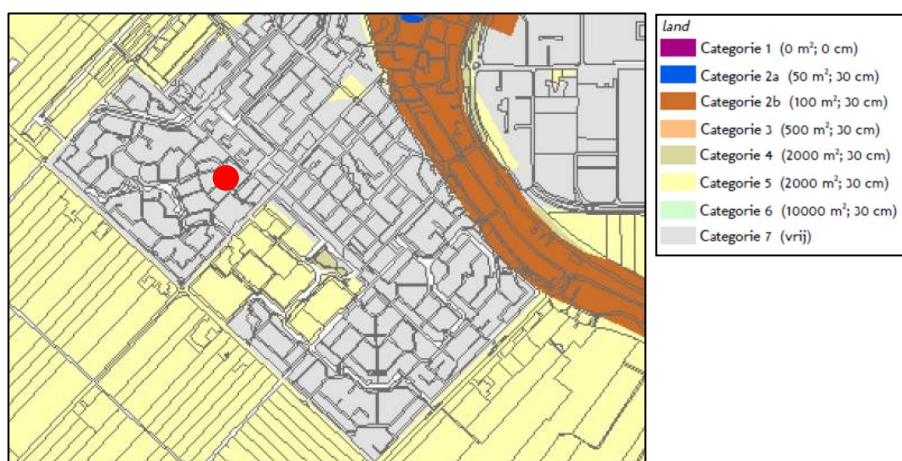 land
Categorie 1 (0 m²; 0 cm)
Categorie 2a (50 m²; 30 cm)
Categorie 2b (100 m²; 30 cm)
Categorie 3 (500 m²; 30 cm)
Categorie 4 (2000 m²; 30 cm)
Categorie 5 (2000 m²; 30 cm)
Categorie 6 (10000 m²; 30 cm)
Categorie 7 (vrij)